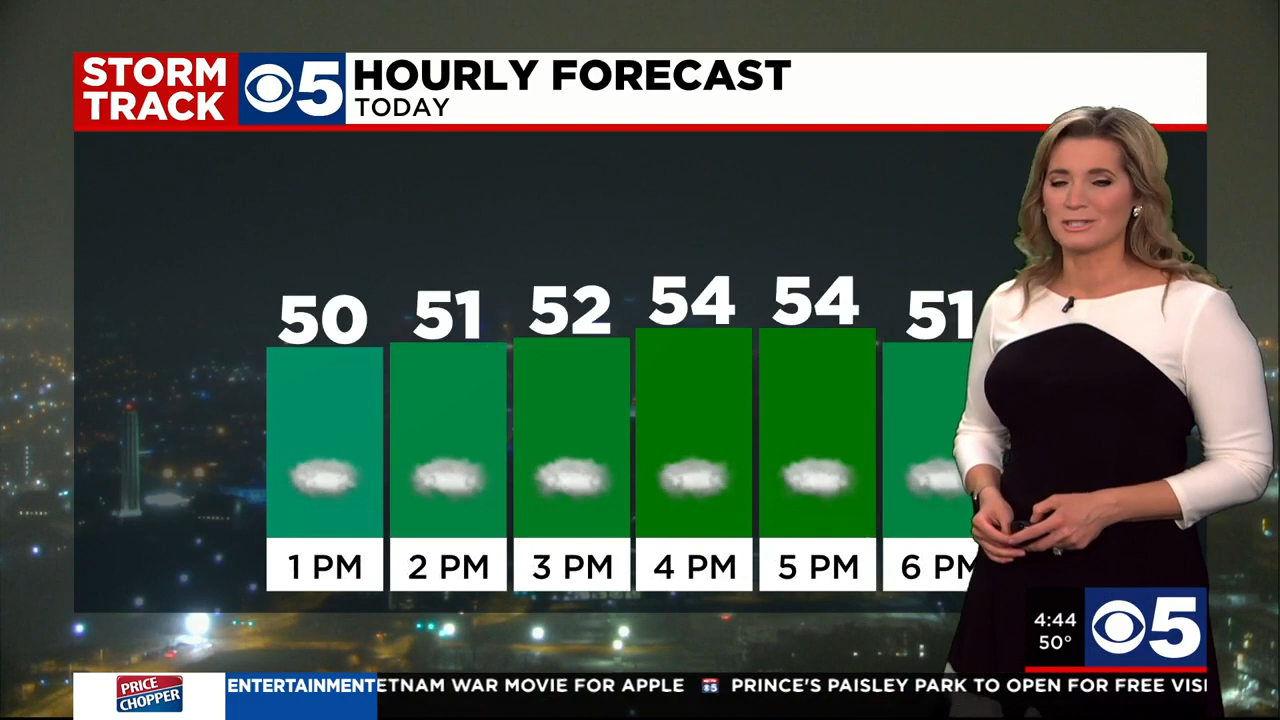 STORM
TRACK
5
HOURLY FORECAST
TODAY
50
51
52
54
54
51
1 PM
2 PM
3 PM
4 PM
5 PM
6 PM
4:44
50°
5
PRICE
CHOPPER
ENTERTAINMENT
ETNAM WAR MOVIE FOR APPLE
5
PRINCE'S PAISLEY PARK TO OPEN FOR FREE VISI